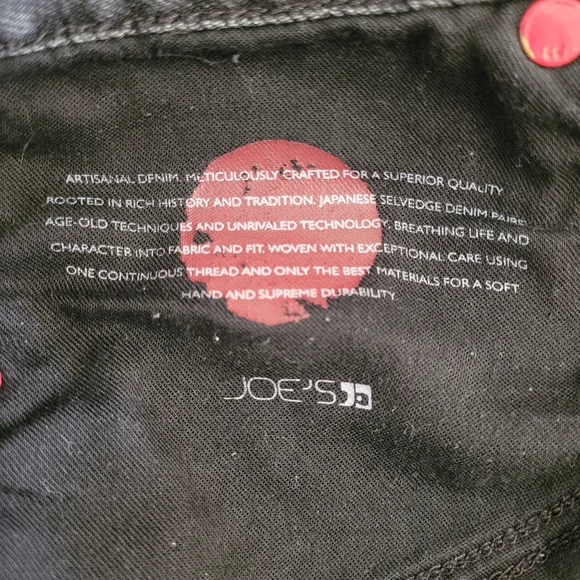 ARTISANAL DENIM. METICULOUSLY CRAFTED FOR A SUPERIOR QUALITY
ROOTED IN RICH HISTORY AND TRADITION. JAPANESE SELVEDGE DENIM
AGE-OLD TECHNIQUES AND UNRIVALED TECHNOLOGY, BREATHING LIFE AND
CHARACTER INTO FABRIC AND FIT. WOVEN WITH EXCEPTIONAL CARE USING
ONE CONTINUOUS THREAD AND ONLY THE BEST MATERIALS FOR A SOFT
HAND AND SUPREME DURABILITY
JOE'S